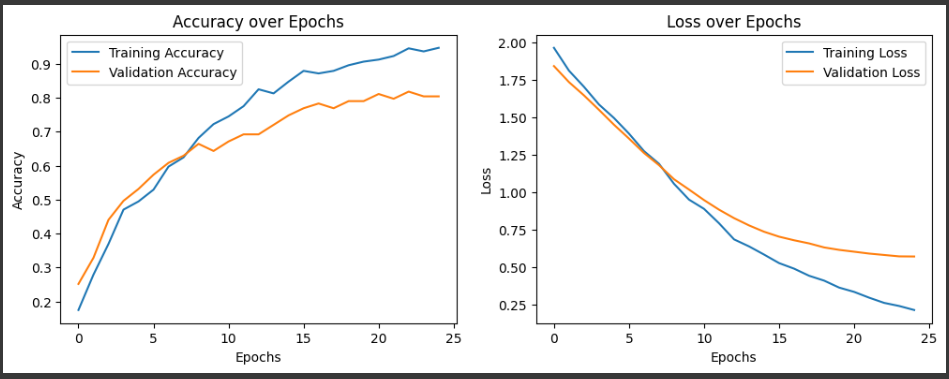 Accuracy over Epochs
Training Accuracy
Validation Accuracy
0.9
0.8
0.7
0.6
0.5
0.4
0.3
0.2
Accuracy
0
5
10
15
20
25
Epochs
Loss over Epochs
Training Loss
Validation Loss
2.00
1.75
1.50
1.25
1.00
0.75
0.50
0.25
Loss
0
5
10
15
20
25
Epochs